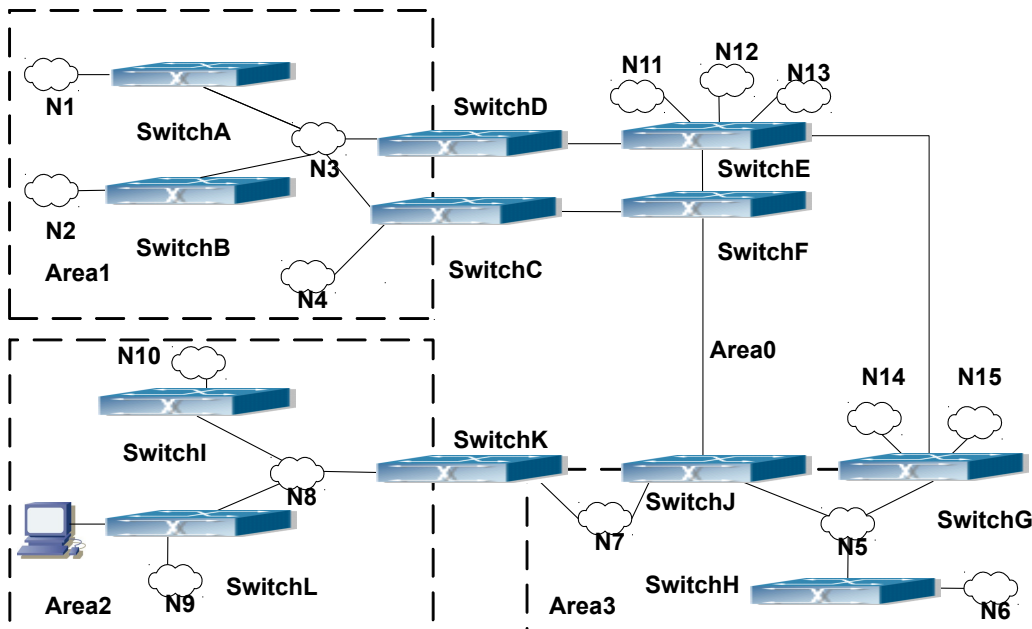 N1
SwitchA
N3
N2
SwitchB
Area1
N4
SwitchD
SwitchC
N11
N12
N13
SwitchE
SwitchF
Area0
N10
SwitchI
N8
SwitchL
N9
Area2
SwitchK
N7
Area3
SwitchJ
N14
N15
SwitchG
N5
SwitchH
N6